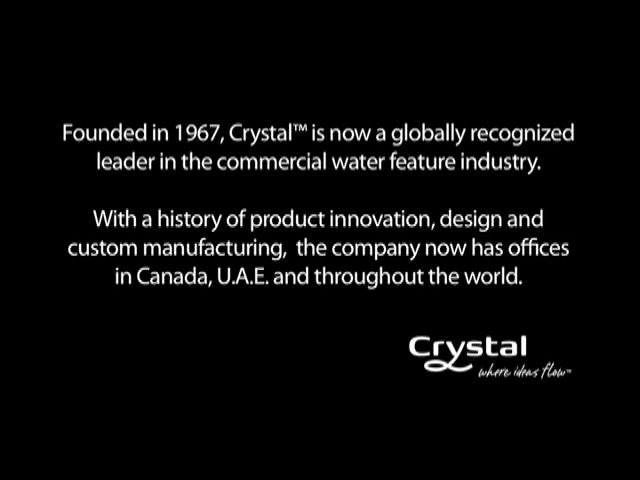 Founded in 1967, Crystal™ is now a globally recognized
leader in the commercial water feature industry.
With a history of product innovation, design and
custom manufacturing,  the company now has offices
in Canada, U.A.E. and throughout the world.
Crystal
where ideas flow™